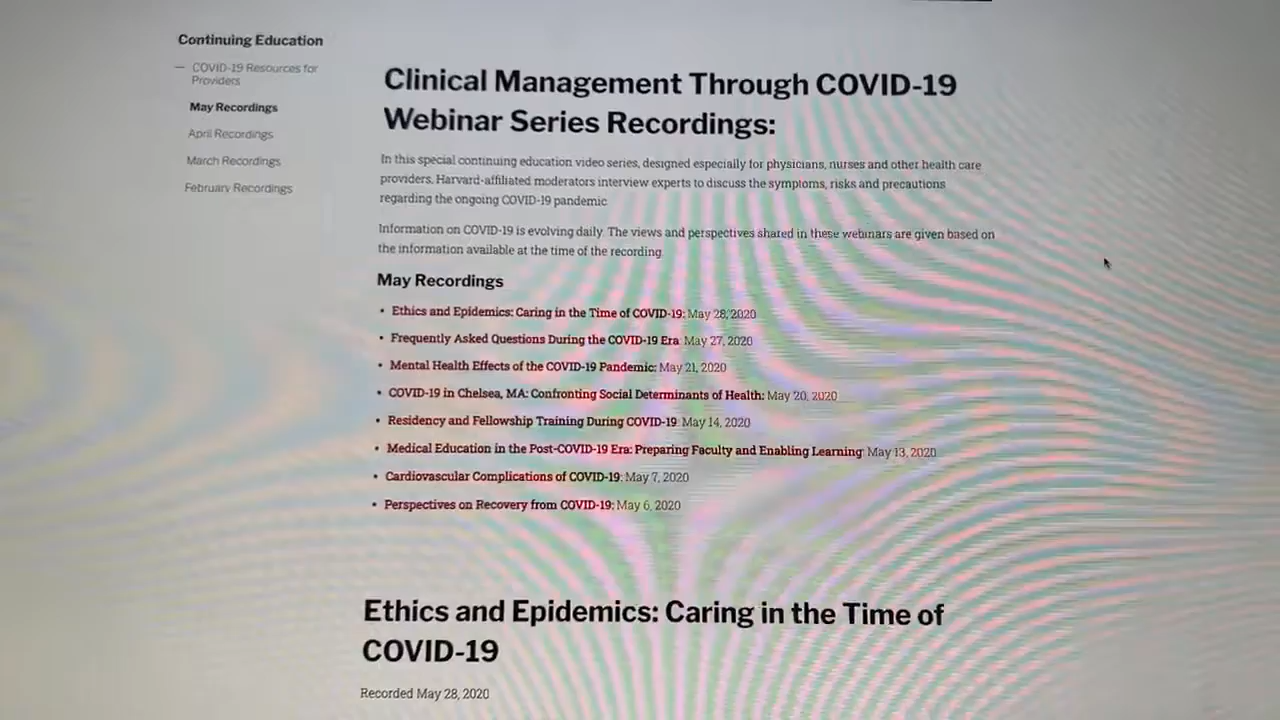 Continuing Education
— COVID-19 Resources for
Providers
May Recordings
April Recordings
March Recordings
February Recordings
Clinical Management Through COVID-19
Webinar Series Recordings:
In this special continuing education video series, designed especially for physicians, nurses and other health care
providers, Harvard-affiliated moderators interview experts to discuss the symptoms, risks and precautions
regarding the ongoing COVID-19 pandemic.
Information on COVID-19 is evolving daily. The views and perspectives shared in these webinars are given based on
the information available at the time of the recording.
May Recordings
• Ethics and Epidemics: Caring in the Time of COVID-19: May 28, 2020
• Frequently Asked Questions During the COVID-19 Era: May 27, 2020
• Mental Health Effects of the COVID-19 Pandemic: May 21, 2020
• COVID-19 in Chelsea, MA: Confronting Social Determinants of Health: May 20, 2020
• Residency and Fellowship Training During COVID-19: May 14, 2020
• Medical Education in the Post-COVID-19 Era: Preparing Faculty and Enabling Learning: May 13, 2020
• Cardiovascular Complications of COVID-19: May 7, 2020
• Perspectives on Recovery from COVID-19: May 6, 2020
Ethics and Epidemics: Caring in the Time of
COVID-19
Recorded May 28, 2020